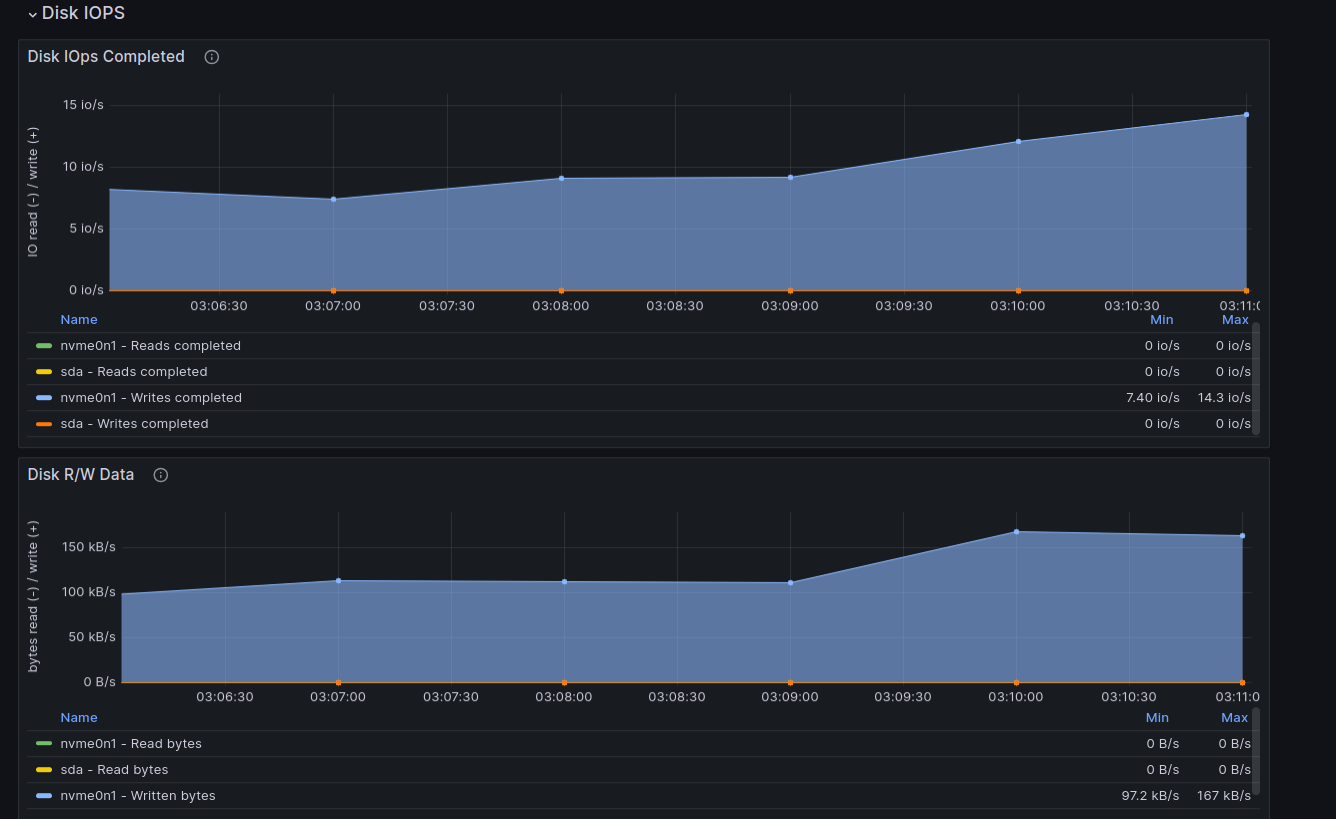 Disk IOPS
Disk IOps Completed
IO read (-) / write (+)
15 io/s
10 io/s
5 io/s
0 io/s
03:06:30 03:07:00 03:07:30 03:08:00 03:08:30 03:09:00 03:09:30 03:10:00 03:10:30 03:11:0
Name Min Max
nvme0n1 - Reads completed 0 io/s 0 io/s
sda - Reads completed 0 io/s 0 io/s
nvme0n1 - Writes completed 7.40 io/s 14.3 io/s
sda - Writes completed 0 io/s 0 io/s
Disk R/W Data
bytes read (-) / write (+)
150 kB/s
100 kB/s
50 kB/s
0 B/s
03:06:30 03:07:00 03:07:30 03:08:00 03:08:30 03:09:00 03:09:30 03:10:00 03:10:30 03:11:0
Name Min Max
nvme0n1 - Read bytes 0 B/s 0 B/s
sda - Read bytes 0 B/s 0 B/s
nvme0n1 - Written bytes 97.2 kB/s 167 kB/s